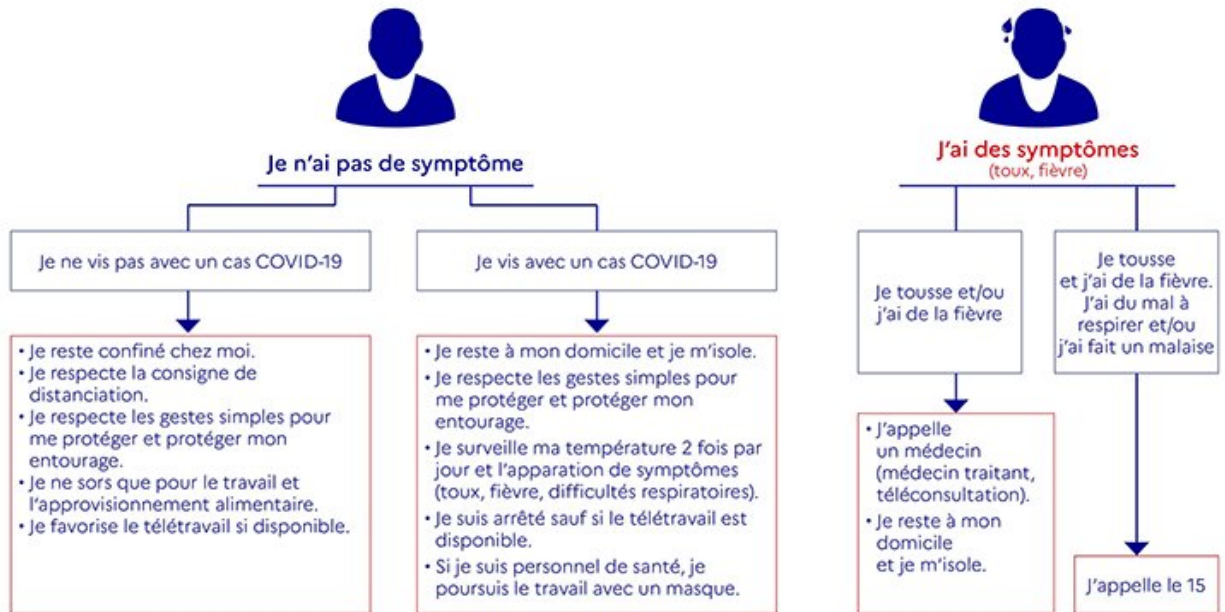 Je n'ai pas de symptôme
Je ne vis pas avec un cas COVID-19
• Je reste confiné chez moi.
• Je respecte la consigne de
distanciation.
• Je respecte les gestes simples pour
me protéger et protéger mon
entourage.
• Je ne sors que pour le travail et
l'approvisionnement alimentaire.
• Je favorise le télétravail si disponible.
Je vis avec un cas COVID-19
• Je reste à mon domicile et je m'isole.
• Je respecte les gestes simples pour
me protéger et protéger mon
entourage.
• Je surveille ma température 2 fois par
jour et l'apparation de symptômes
(toux, fièvre, difficultés respiratoires).
• Je suis arrêté sauf si le télétravail est
disponible.
• Si je suis personnel de santé, je
poursuis le travail avec un masque.
J'ai des symptômes
(toux, fièvre)
Je tousse et/ou
j'ai de la fièvre
• J'appelle
un médecin
(médecin traitant,
téléconsultation).
• Je reste à mon
domicile
et je m'isole.
Je tousse
et j'ai de la fièvre.
J'ai du mal à
respirer et/ou
j'ai fait un malaise
J'appelle le 15